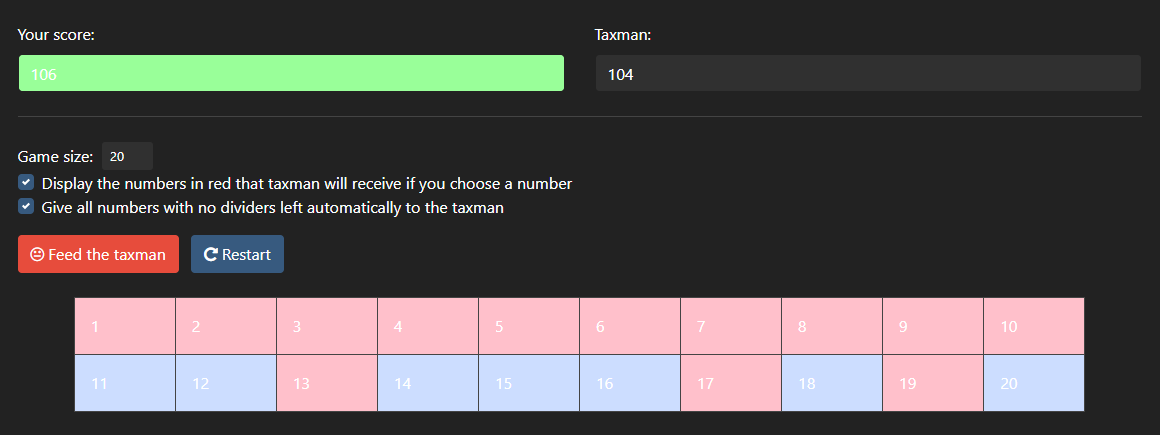 Your score: Taxman:
106 104
Game size: 20
Display the numbers in red that taxman will receive if you choose a number
Give all numbers with no dividers left automatically to the taxman
Feed the taxman Restart
1 2 3 4 5 6 7 8 9 10
11 12 13 14 15 16 17 18 19 20